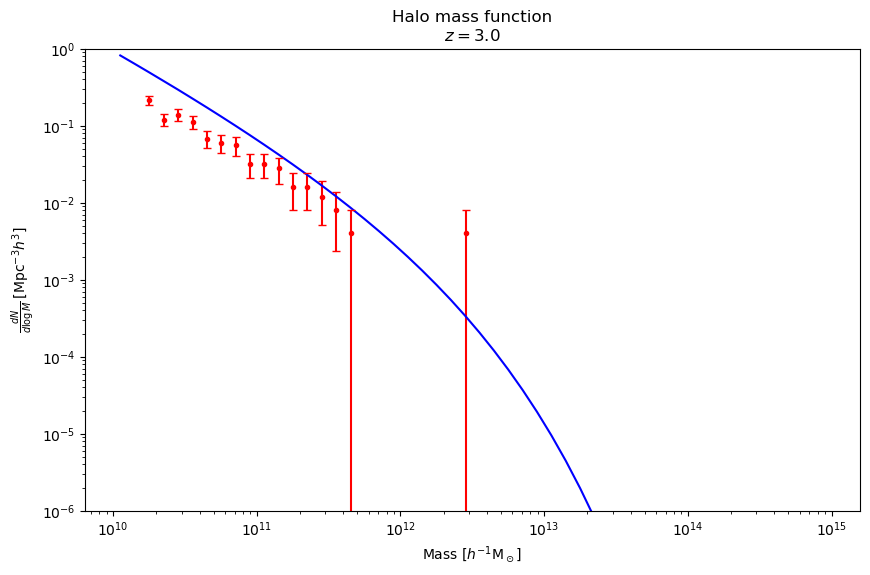 Halo mass function
z = 3.0
10⁰
10⁻¹
10⁻²
10⁻³
10⁻⁴
10⁻⁵
10⁻⁶
dN/dlog M [Mpc⁻³h³]
10¹⁰ 10¹¹ 10¹² 10¹³ 10¹⁴ 10¹⁵
Mass [h⁻¹M_⊙]